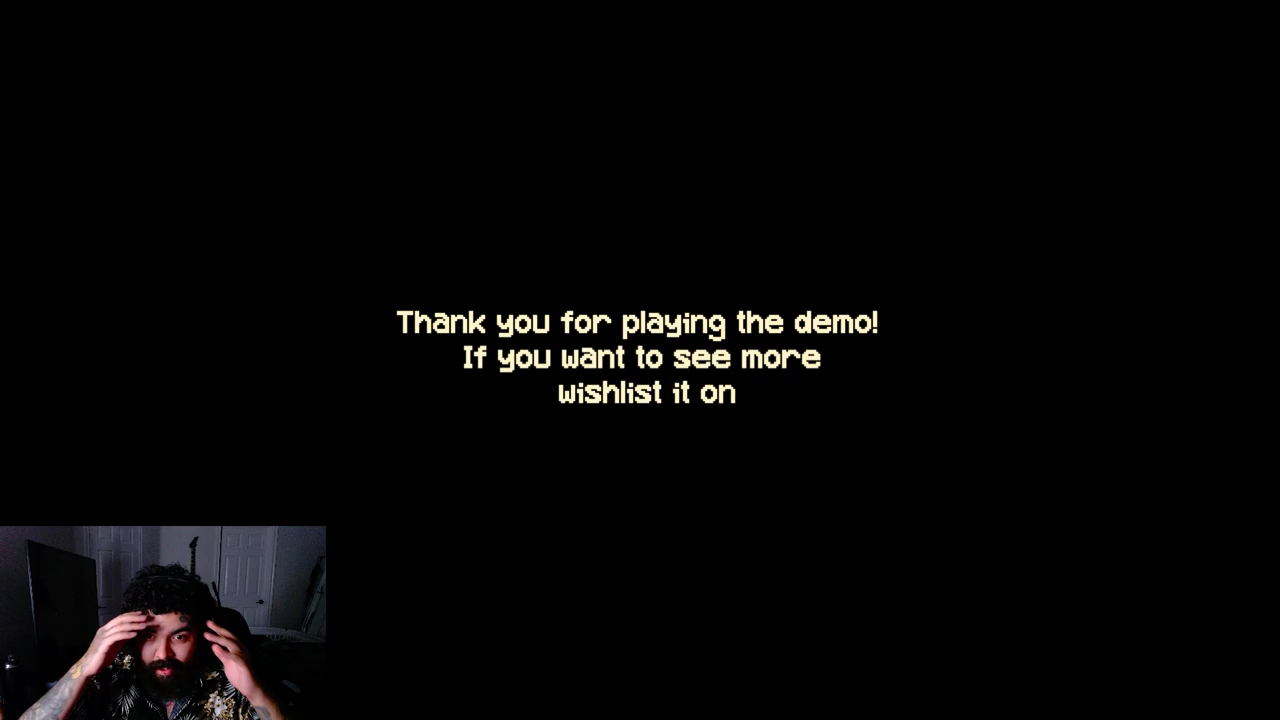 Thank you for playing the demo!
If you want to see more
wishlist it on